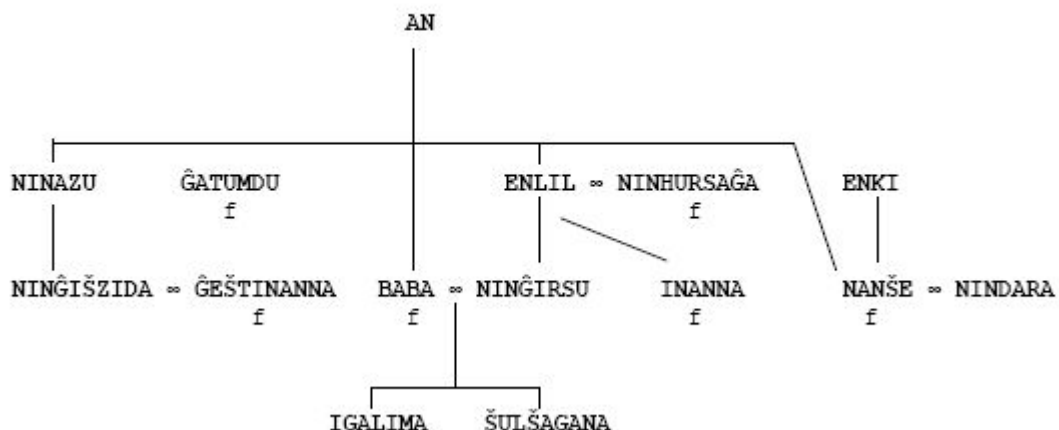 AN
NINAZU ĜATUMDU ENLIL ∞ NINHURSAĜA ENKI
f f
NINĜIŠZIDA ∞ ĜEŠTINANNA BABA ∞ NINĜIRSU INANNA NANŠE ∞ NINDARA
f f f f
IGALIMA ŠULŠAGANA